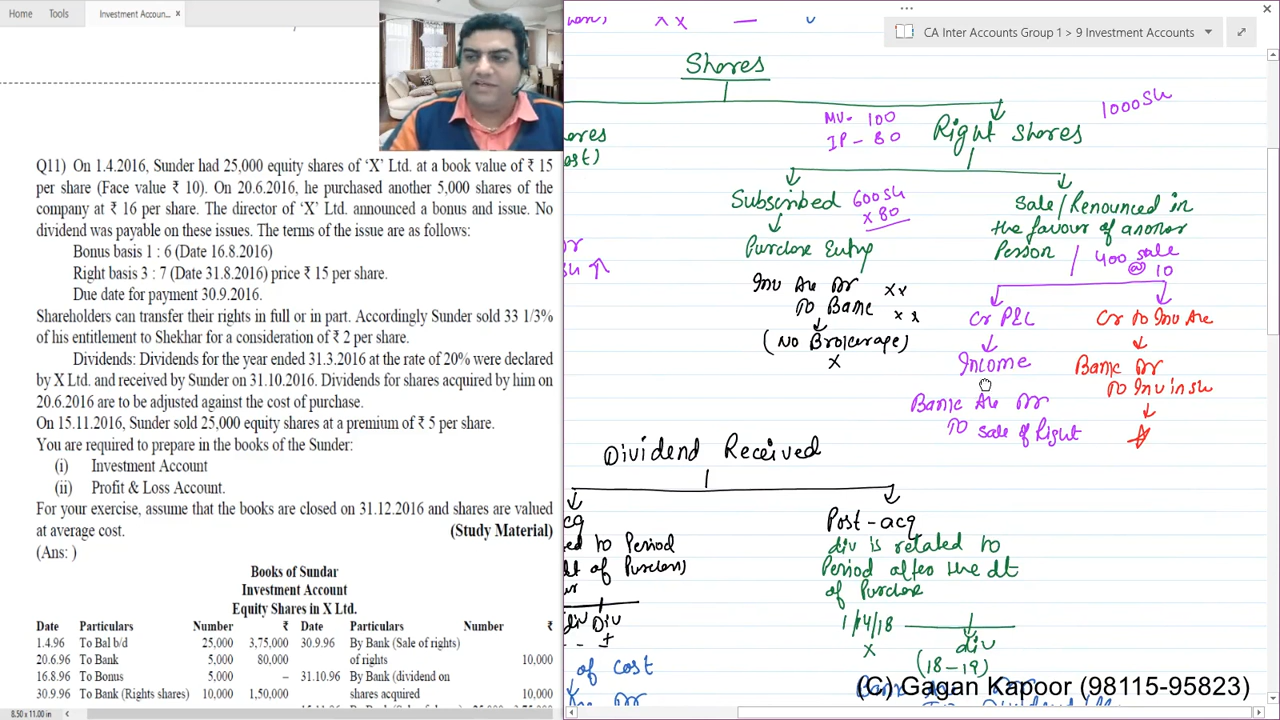 Home Tools Investment Accoun... ×
CA Inter Accounts Group 1 > 9 Investment Accounts
Q11) On 1.4.2016, Sunder had 25,000 equity shares of 'X' Ltd. at a book value of ₹ 15
per share (Face value ₹ 10). On 20.6.2016, he purchased another 5,000 shares of the
company at ₹ 16 per share. The director of 'X' Ltd. announced a bonus and issue. No
dividend was payable on these issues. The terms of the issue are as follows:
Bonus basis 1 : 6 (Date 16.8.2016)
Right basis 3 : 7 (Date 31.8.2016) price ₹ 15 per share.
Due date for payment 30.9.2016.
Shareholders can transfer their rights in full or in part. Accordingly Sunder sold 33 1/3%
of his entitlement to Shekhar for a consideration of ₹ 2 per share.
Dividends: Dividends for the year ended 31.3.2016 at the rate of 20% were declared
by X Ltd. and received by Sunder on 31.10.2016. Dividends for shares acquired by him on
20.6.2016 are to be adjusted against the cost of purchase.
On 15.11.2016, Sunder sold 25,000 equity shares at a premium of ₹ 5 per share.
You are required to prepare in the books of the Sunder:
(i) Investment Account
(ii) Profit & Loss Account.
For your exercise, assume that the books are closed on 31.12.2016 and shares are valued
at average cost. (Study Material)
(Ans: )
Books of Sundar
Investment Account
Equity Shares in X Ltd.
Date Particulars Number ₹ Date Particulars Number ₹
1.4.96 To Bal b/d 25,000 3,75,000 30.9.96 By Bank (Sale of rights)
20.6.96 To Bank 5,000 80,000 of rights) 10,000
16.8.96 To Bonus 5,000 – 31.10.96 By Bank (dividend on
30.9.96 To Bank (Rights shares) 10,000 1,50,000 shares acquired 10,000
8.50 x 11.00 in
Shares
MV- 100
IP - 80
Right Shares
1000Sh
Subscribed
600Sh
x 80
Purchase Entry
Inv A/c Dr xx
To Bank xx
(No Brokerage)
x
Sale/Renounced in
the favour of another
Person
400 sale
@ 10
Cr P&L
Income
Bank A/c Dr
To sale of Right
Cr to Inv A/c
Bank Dr
To Inv in sh
Dividend Received
Post-acq
div is related to
Period after the dt
of Purchase
1/4/18
x
div
(18-19)
ed to Period
dt of Purchase)
of cost
(C) Gagan Kapoor (98115-95823)